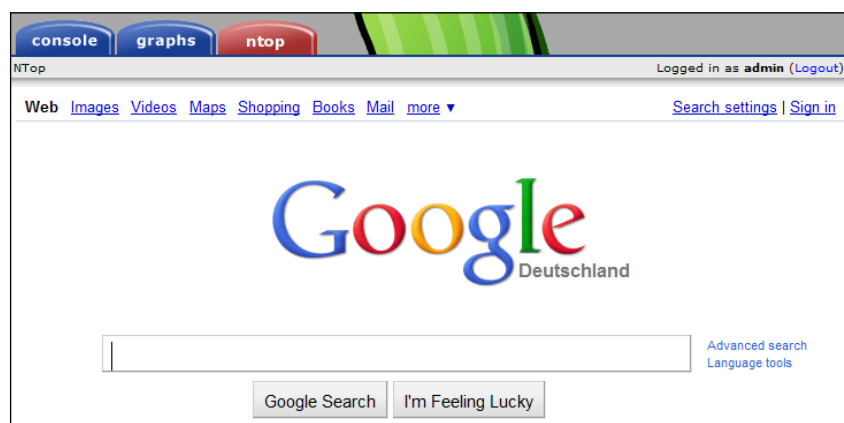 console graphs ntop
NTop Logged in as admin (Logout)
Web Images Videos Maps Shopping Books Mail more ▼ Search settings | Sign in
Google
Deutschland
Advanced search
Language tools
Google Search I'm Feeling Lucky